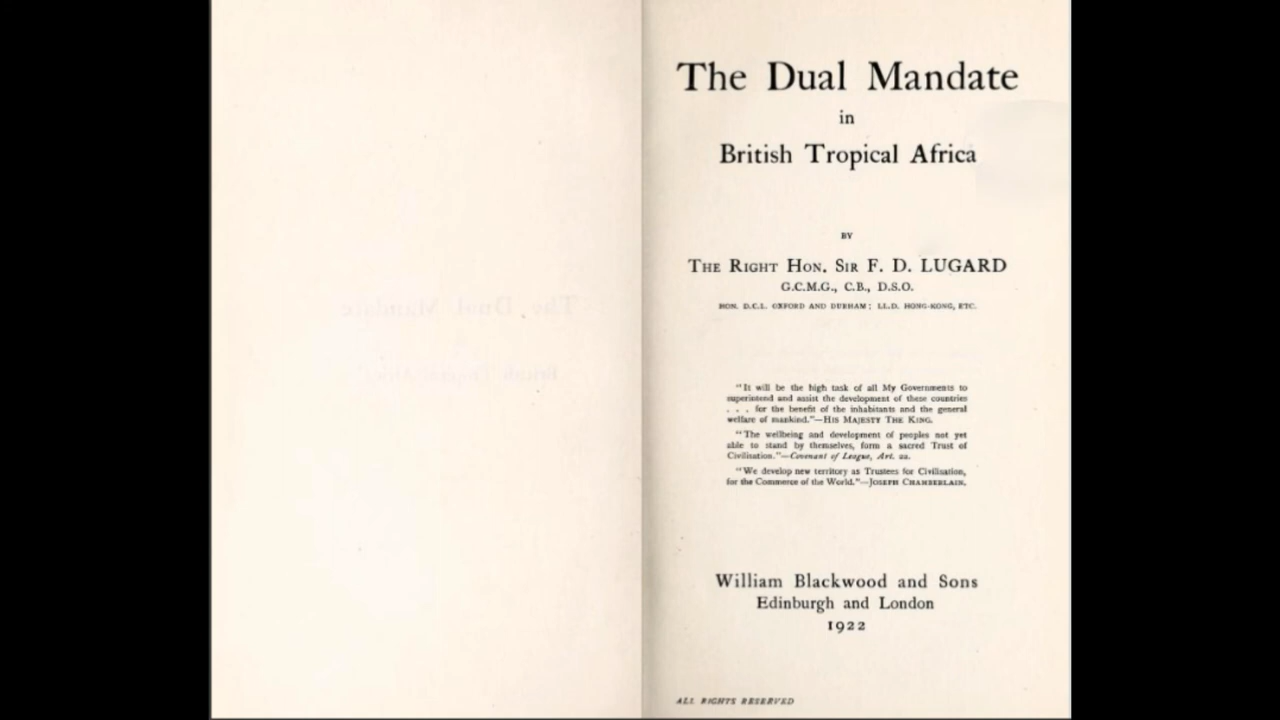 The Dual Mandate
in
British Tropical Africa
BY
THE RIGHT HON. SIR F. D. LUGARD
G.C.M.G., C.B., D.S.O.
HON. D.C.L. OXFORD AND DURHAM; LL.D. HONG-KONG, ETC.
"It will be the high task of all My Governments to
superintend and assist the development of these countries
. . . for the benefit of the inhabitants and the general
welfare of mankind."—HIS MAJESTY THE KING.
"The wellbeing and development of peoples not yet
able to stand by themselves, form a sacred Trust of
Civilisation."—Covenant of League, Art. 22.
"We develop new territory as Trustees for Civilisation,
for the Commerce of the World."—JOSEPH CHAMBERLAIN.
William Blackwood and Sons
Edinburgh and London
1922
ALL RIGHTS RESERVED